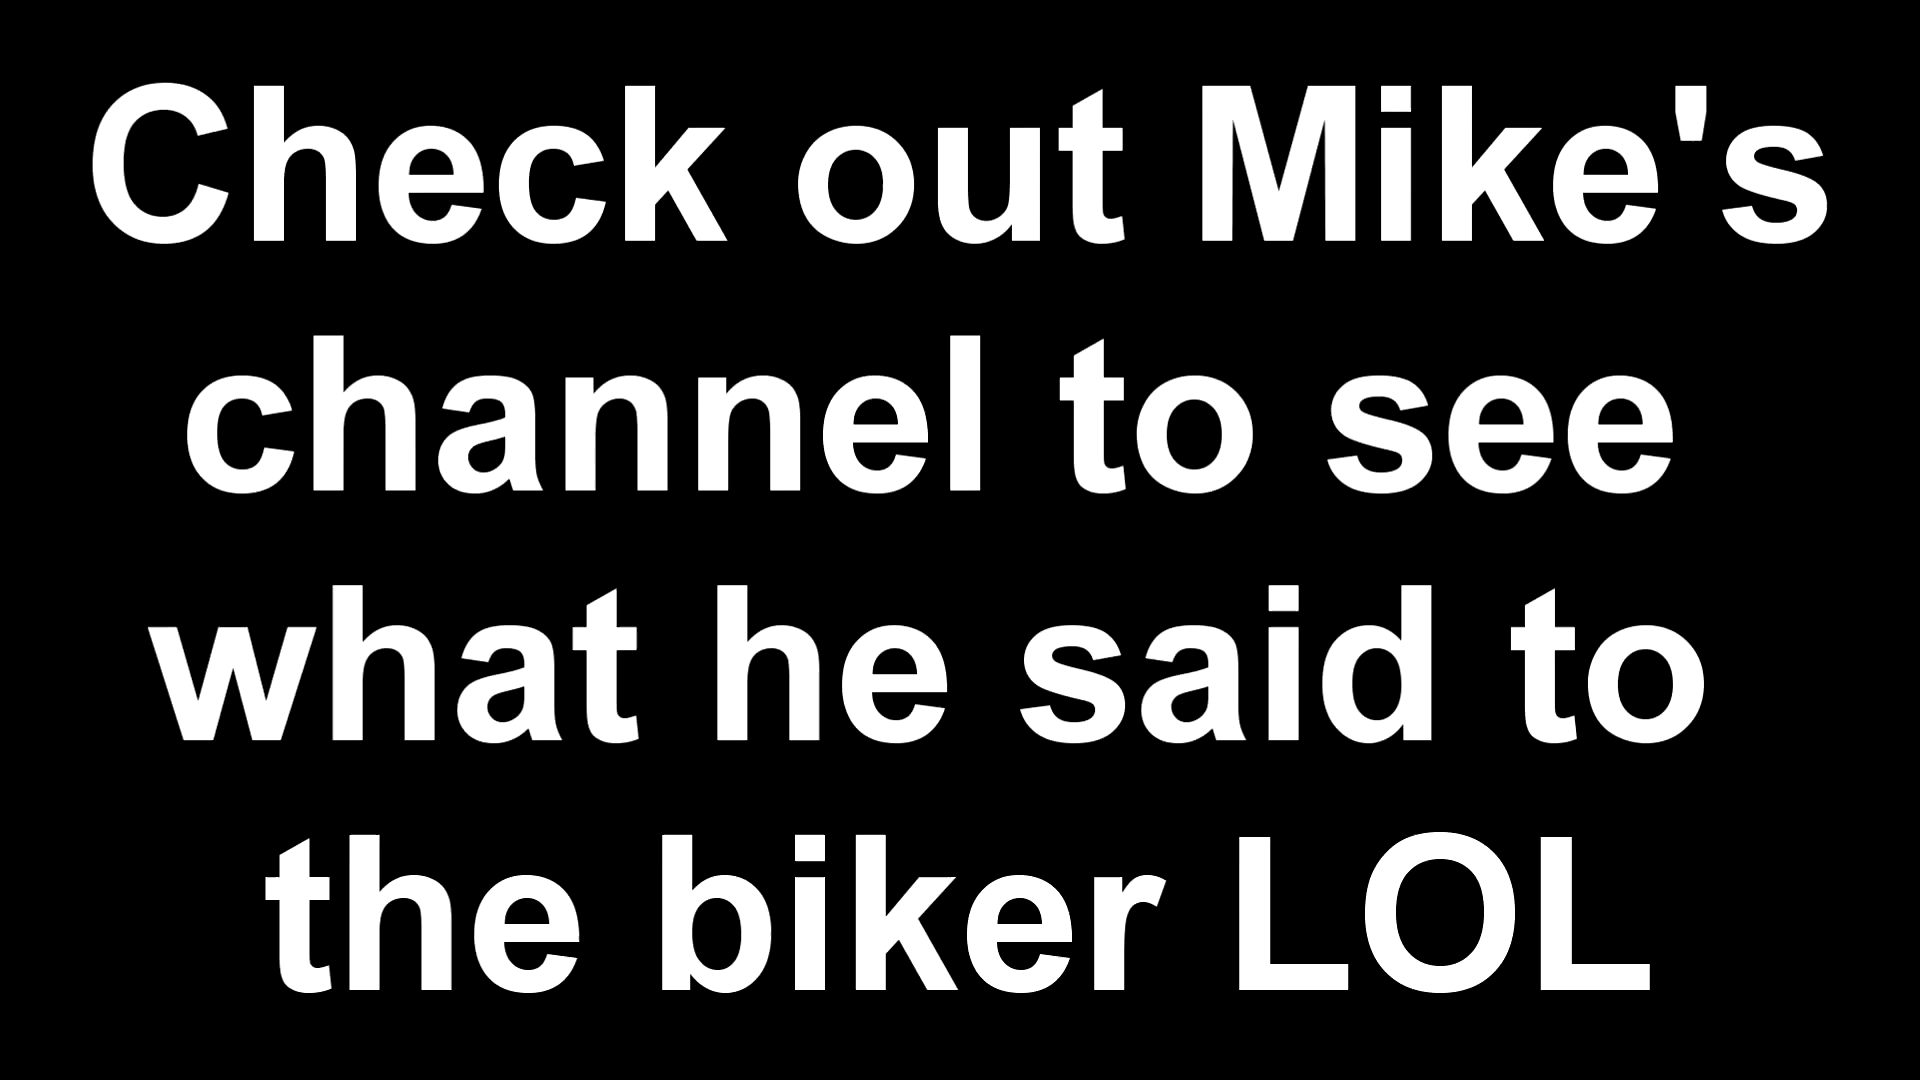 Check out Mike's
channel to see
what he said to
the biker LOL